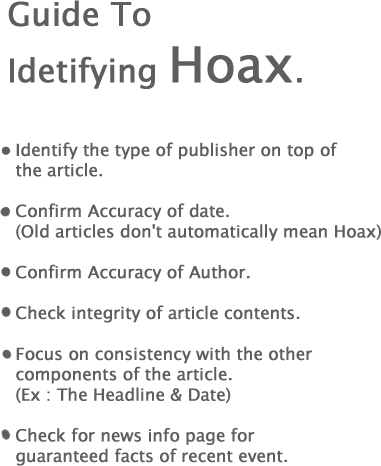 Guide To
Idetifying Hoax.
● Identify the type of publisher on top of
the article.
● Confirm Accuracy of date.
(Old articles don't automatically mean Hoax)
● Confirm Accuracy of Author.
● Check integrity of article contents.
● Focus on consistency with the other
components of the article.
(Ex : The Headline & Date)
● Check for news info page for
guaranteed facts of recent event.